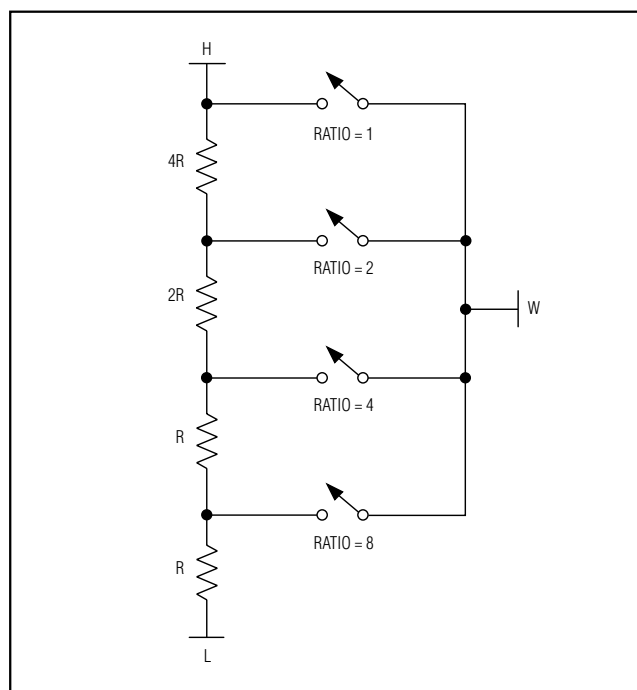 H
RATIO = 1
4R
RATIO = 2
2R
W
RATIO = 4
R
RATIO = 8
R
L